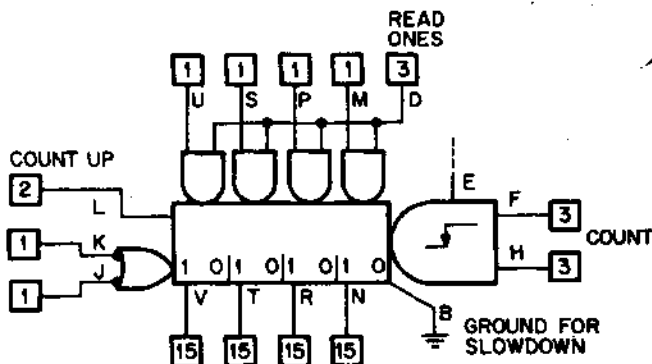 READ
ONES
1 1 1 1 3
U S P M D
COUNT UP
2
L
E
F
3
1
K
COUNT
H
3
J
1
1 0 1 0 1 0 1 0
V T R N
B
GROUND FOR
SLOWDOWN
15 15 15 15